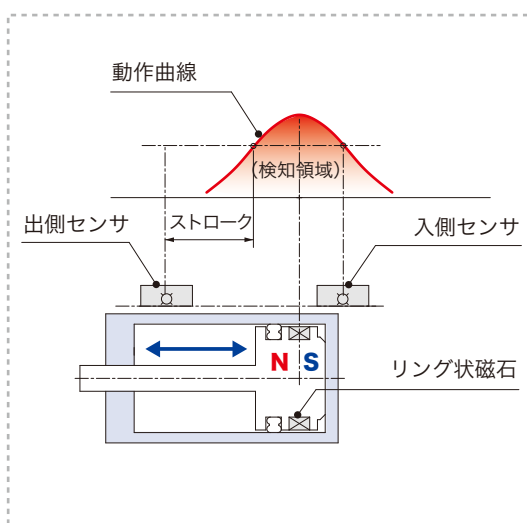 動作曲線
(検知領域)
ストローク
出側センサ
入側センサ
N S
リング状磁石